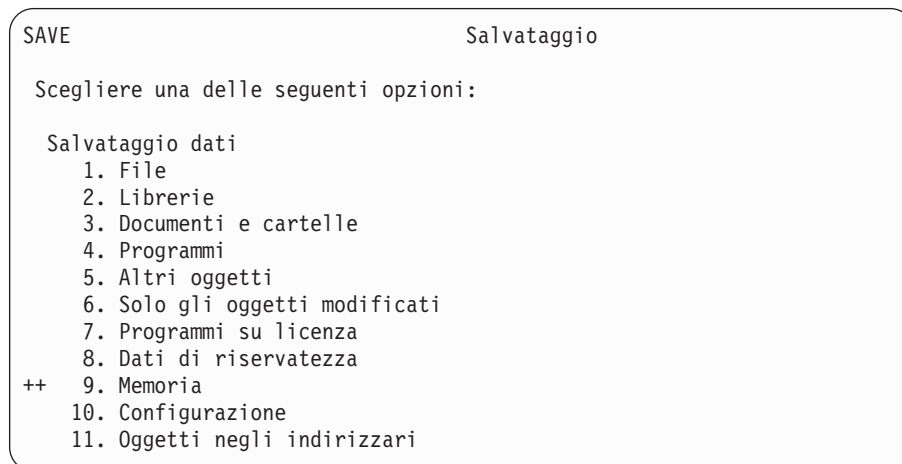 SAVE Salvataggio
Scegliere una delle seguenti opzioni:
Salvataggio dati
1. File
2. Librerie
3. Documenti e cartelle
4. Programmi
5. Altri oggetti
6. Solo gli oggetti modificati
7. Programmi su licenza
8. Dati di riservatezza
++ 9. Memoria
10. Configurazione
11. Oggetti negli indirizzari